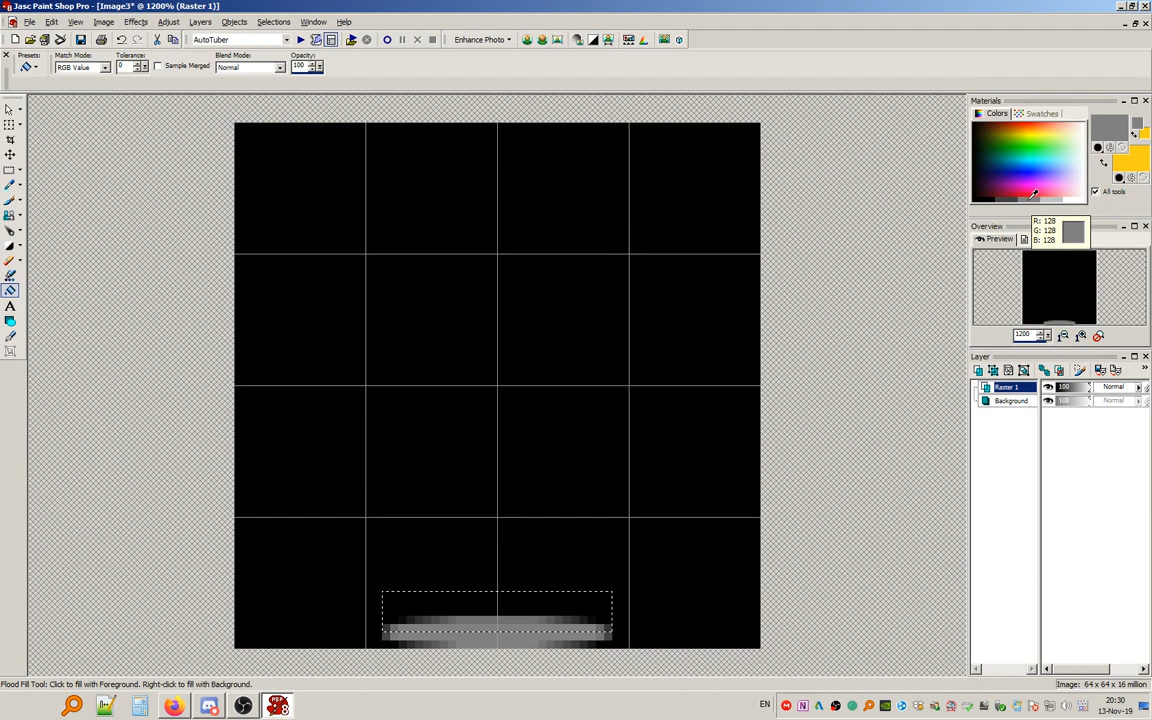 Jasc Paint Shop Pro - [Image3* @ 1200% (Raster 1)]
File Edit View Image Effects Adjust Layers Objects Selections Window Help
AutoTuber
Enhance Photo
Presets: Match Mode: Tolerance: Sample Merged Blend Mode: Opacity:
RGB Value 0 Normal 100
Materials
Colors Swatches
All tools
R: 128
G: 128
B: 128
Overview
Preview
1200
Layer
Raster 1 100 Normal
Background 100 Normal
Flood Fill Tool: Click to fill with Foreground. Right-click to fill with Background.
Image: 64 x 64 x 16 million
EN
20:30
13-Nov-19